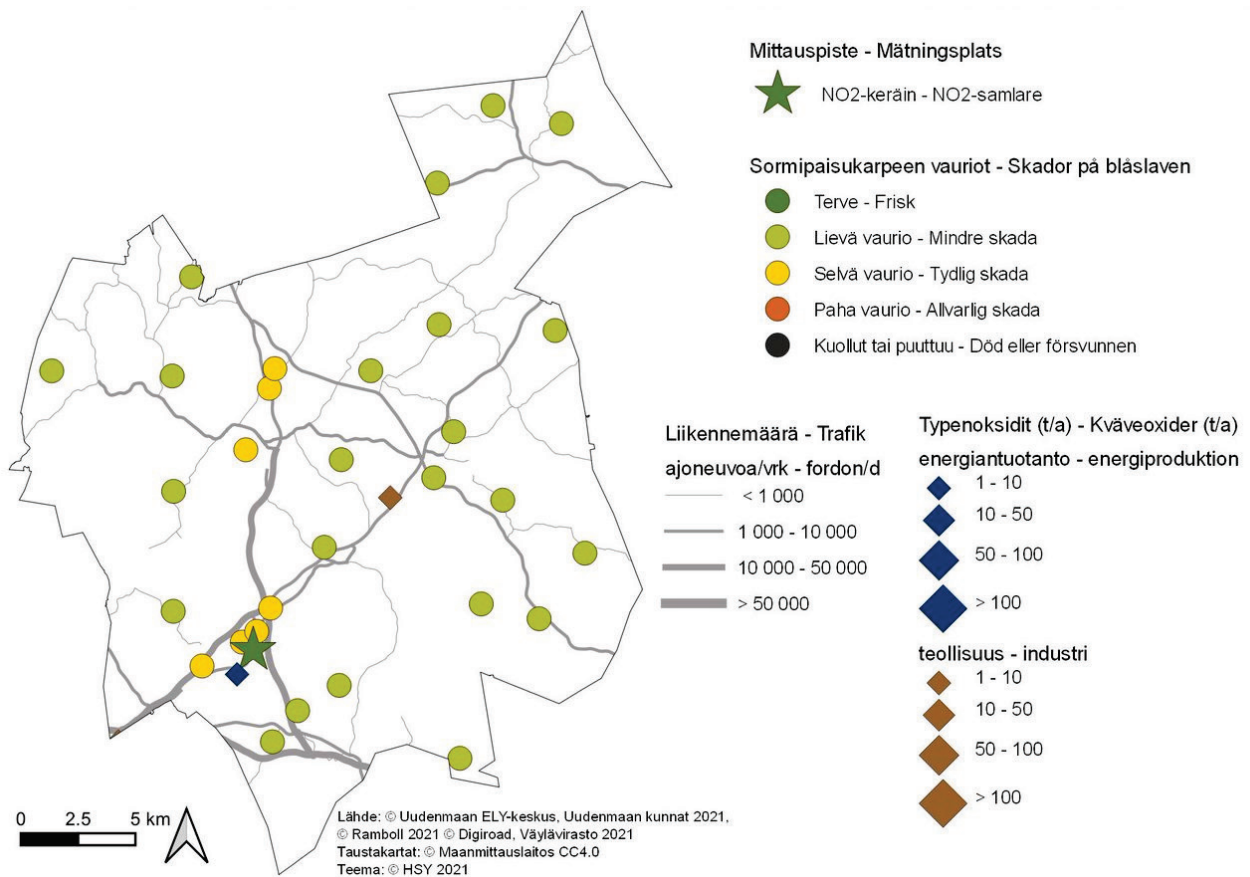 Mittauspiste - Mätningsplats
NO2-keräin - NO2-samlare
Sormipaisukarpeen vauriot - Skador på blåslaven
Terve - Frisk
Lievä vaurio - Mindre skada
Selvä vaurio - Tydlig skada
Paha vaurio - Allvarlig skada
Kuollut tai puuttuu - Död eller försvunnen
Liikennemäärä - Trafik
ajoneuvoa/vrk - fordon/d
< 1 000
1 000 - 10 000
10 000 - 50 000
> 50 000
Typenoksidit (t/a) - Kväveoxider (t/a)
energiantuotanto - energiproduktion
1 - 10
10 - 50
50 - 100
> 100
teollisuus - industri
1 - 10
10 - 50
50 - 100
> 100
0 2.5 5 km
Lähde: © Uudenmaan ELY-keskus, Uudenmaan kunnat 2021,
© Ramboll 2021 © Digiroad, Väylävirasto 2021
Taustakartat: © Maanmittauslaitos CC4.0
Teema: © HSY 2021